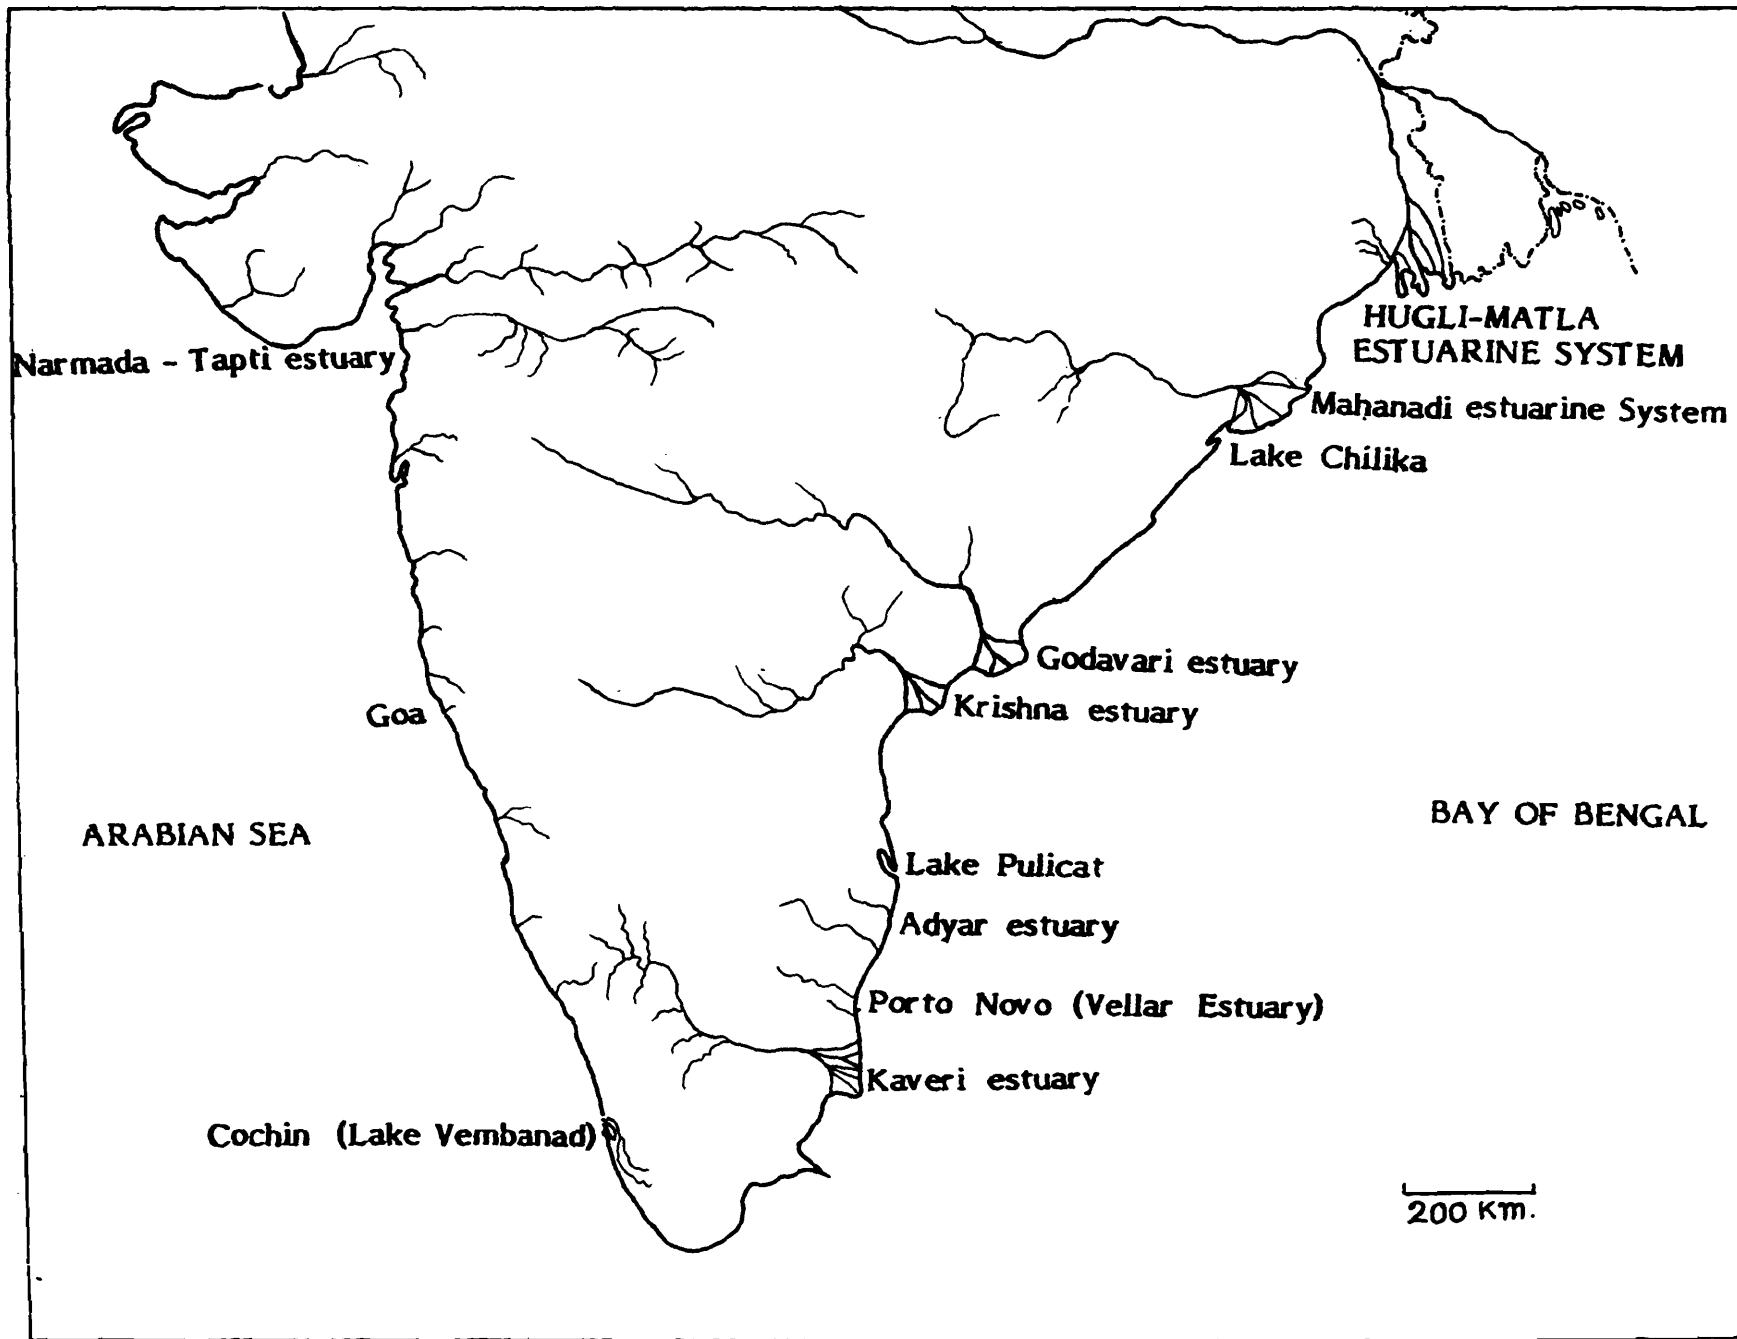 HUGLI-MATLA
ESTUARINE SYSTEM
Narmada - Tapti estuary
Mahanadi estuarine System
Lake Chilika
Godavari estuary
Krishna estuary
Goa
ARABIAN SEA
BAY OF BENGAL
Lake Pulicat
Adyar estuary
Porto Novo (Vellar Estuary)
Kaveri estuary
Cochin (Lake Vembanad)
200 Km.